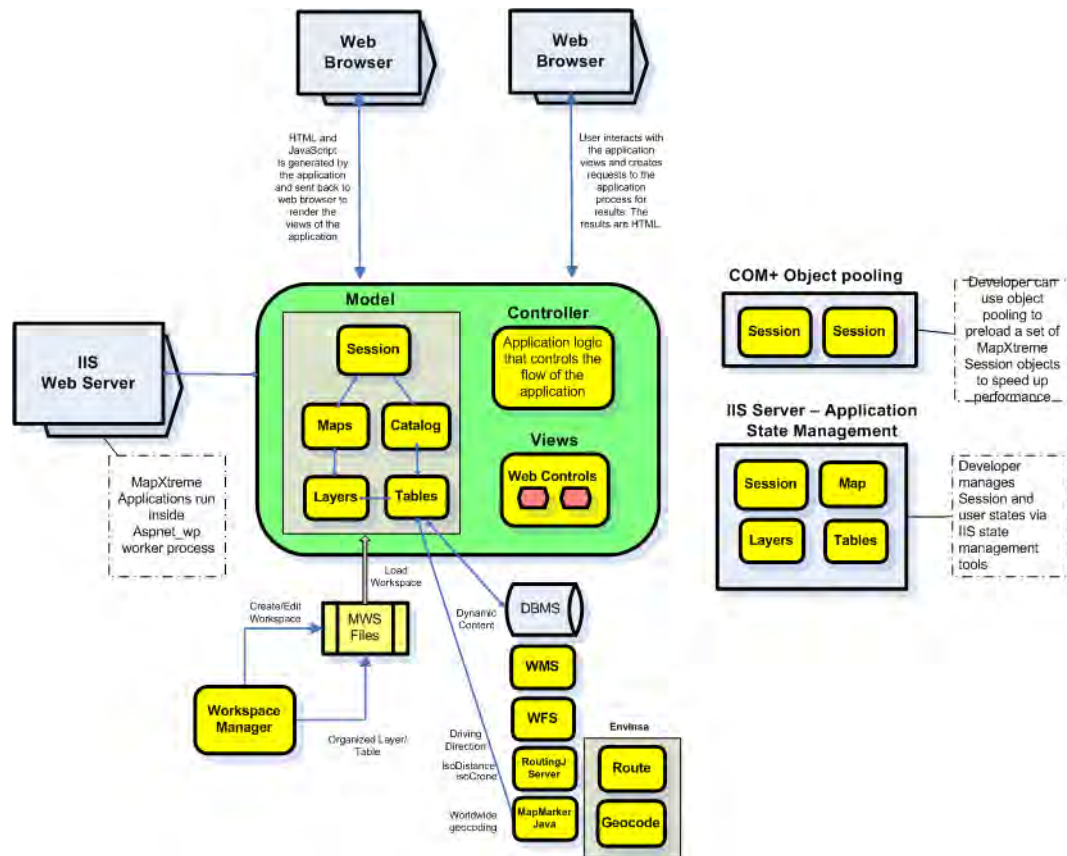 Web
Browser
Web
Browser
HTML and
JavaScript
Is generated by
the application
and sent back to
web browser to
render the
views of the
application
User interacts with
the application
views and creates
requests to the
application
process for
results. The
results are HTML
IIS
Web Server
MapXtreme
Applications run
inside
Aspnet_wp
worker process
Model
Session
Maps
Catalog
Layers
Tables
Controller
Application logic
that controls the
flow of the
application
Views
Web Controls
COM+ Object pooling
Session
Session
Developer can
use object
pooling to
preload a set of
MapXtreme
Session objects
to speed up
performance
IIS Server – Application
State Management
Session
Map
Layers
Tables
Developer
manages
Session and
user states via
IIS state
management
tools
Load
Workspace
Create/Edit
Workspace
MWS
Files
Workspace
Manager
Organized Layer/
Table
Dynamic
Content
DBMS
WMS
WFS
Driving
Direction
IsoDistance
isoCrone
RoutingJ
Server
Worldwide
geocoding
MapMarker
Java
Envinsa
Route
Geocode